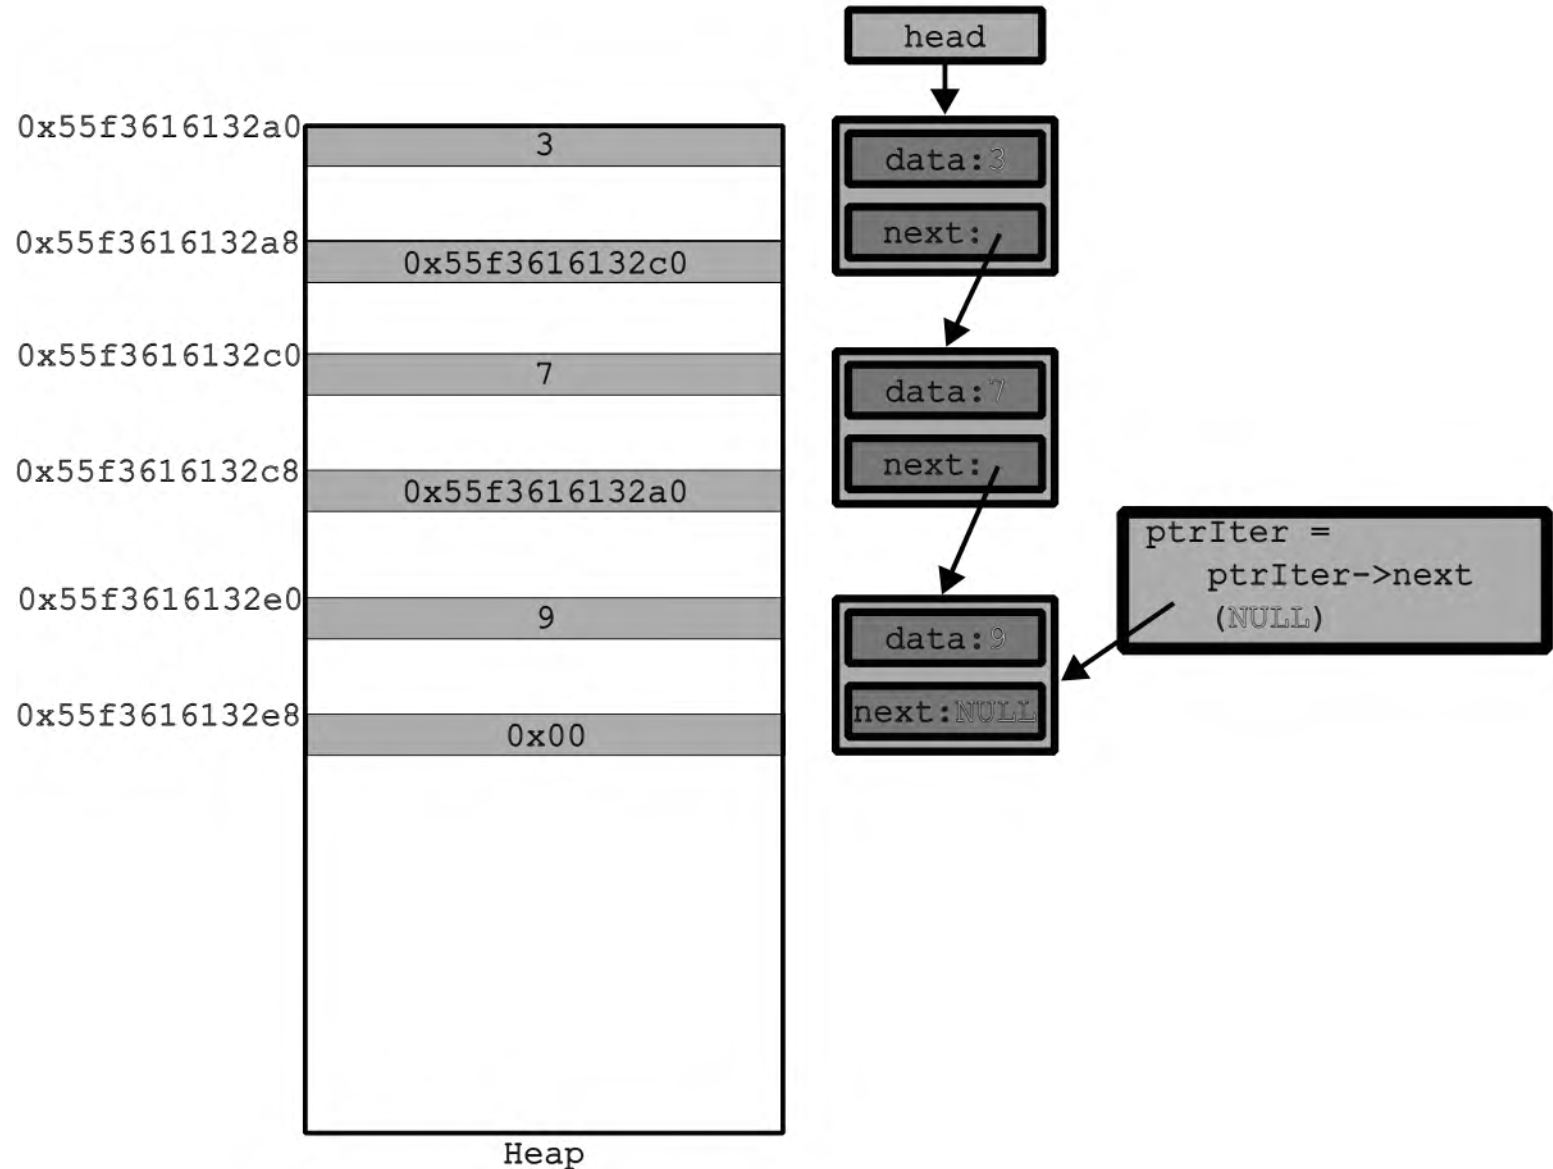 head
0x55f3616132a0
3
data:3
next:
0x55f3616132a8
0x55f3616132c0
0x55f3616132c0
7
data:7
next:
0x55f3616132c8
0x55f3616132a0
ptrIter =
ptrIter->next
(NULL)
0x55f3616132e0
9
data:9
next:NULL
0x55f3616132e8
0x00
Heap